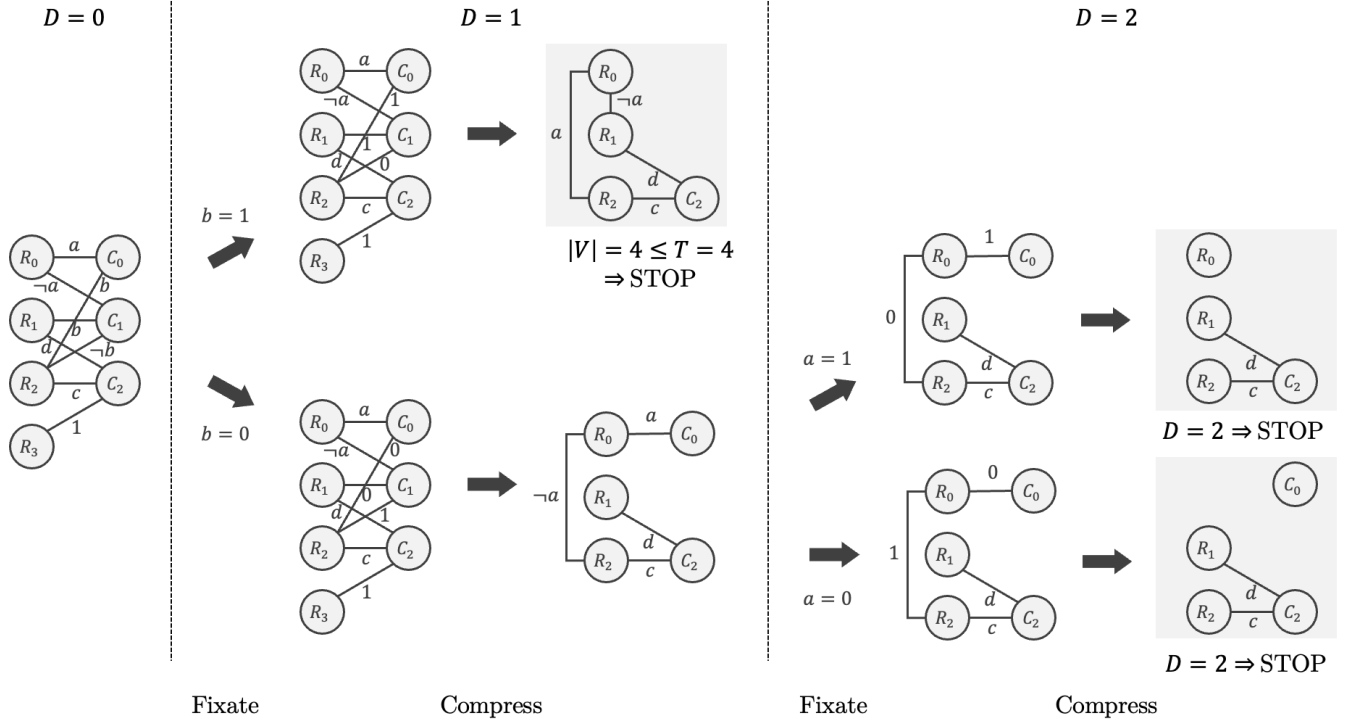 D = 0
D = 1
D = 2
R₀ a C₀
¬a b
R₁ b C₁
d ¬b
R₂ c C₂
1
R₃
b = 1
b = 0
R₀ a C₀
¬a 1
R₁ 1 C₁
d 0
R₂ c C₂
1
R₃
R₀
¬a
a R₁
d
R₂ c C₂
|V| = 4 ≤ T = 4
⇒ STOP
R₀ a C₀
¬a 0
R₁ 0 C₁
d 1
R₂ c C₂
1
R₃
R₀ a C₀
¬a R₁
d
R₂ c C₂
a = 1
a = 0
R₀ 1 C₀
0 R₁
d
R₂ c C₂
R₀
R₁
d
R₂ c C₂
D = 2 ⇒ STOP
R₀ 0 C₀
1 R₁
d
R₂ c C₂
C₀
R₁
d
R₂ c C₂
D = 2 ⇒ STOP
Fixate
Compress
Fixate
Compress